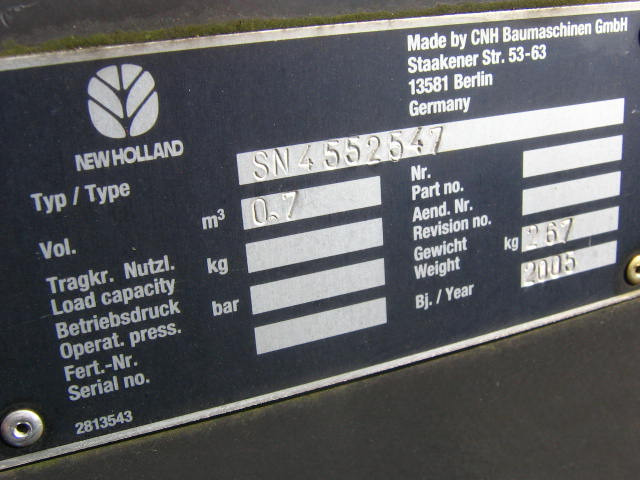 Made by CNH Baumaschinen GmbH
Staakener Str. 53-63
13581 Berlin
Germany
NEW HOLLAND
Typ / Type SN4552547
Vol. m³ 0.7
Tragkr. Nutzl. kg
Load capacity
Betriebsdruck bar
Operat. press.
Fert.-Nr.
Serial no.
Nr.
Part no.
Aend. Nr.
Revision no.
Gewicht kg 267
Weight
Bj. / Year 2005
2813543